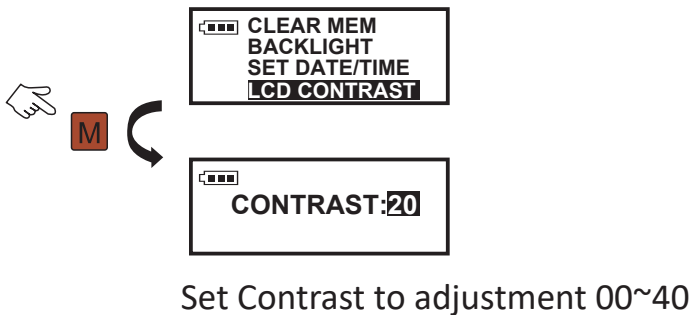 CLEAR MEM
BACKLIGHT
SET DATE/TIME
LCD CONTRAST
M
CONTRAST:20
Set Contrast to adjustment 00~40